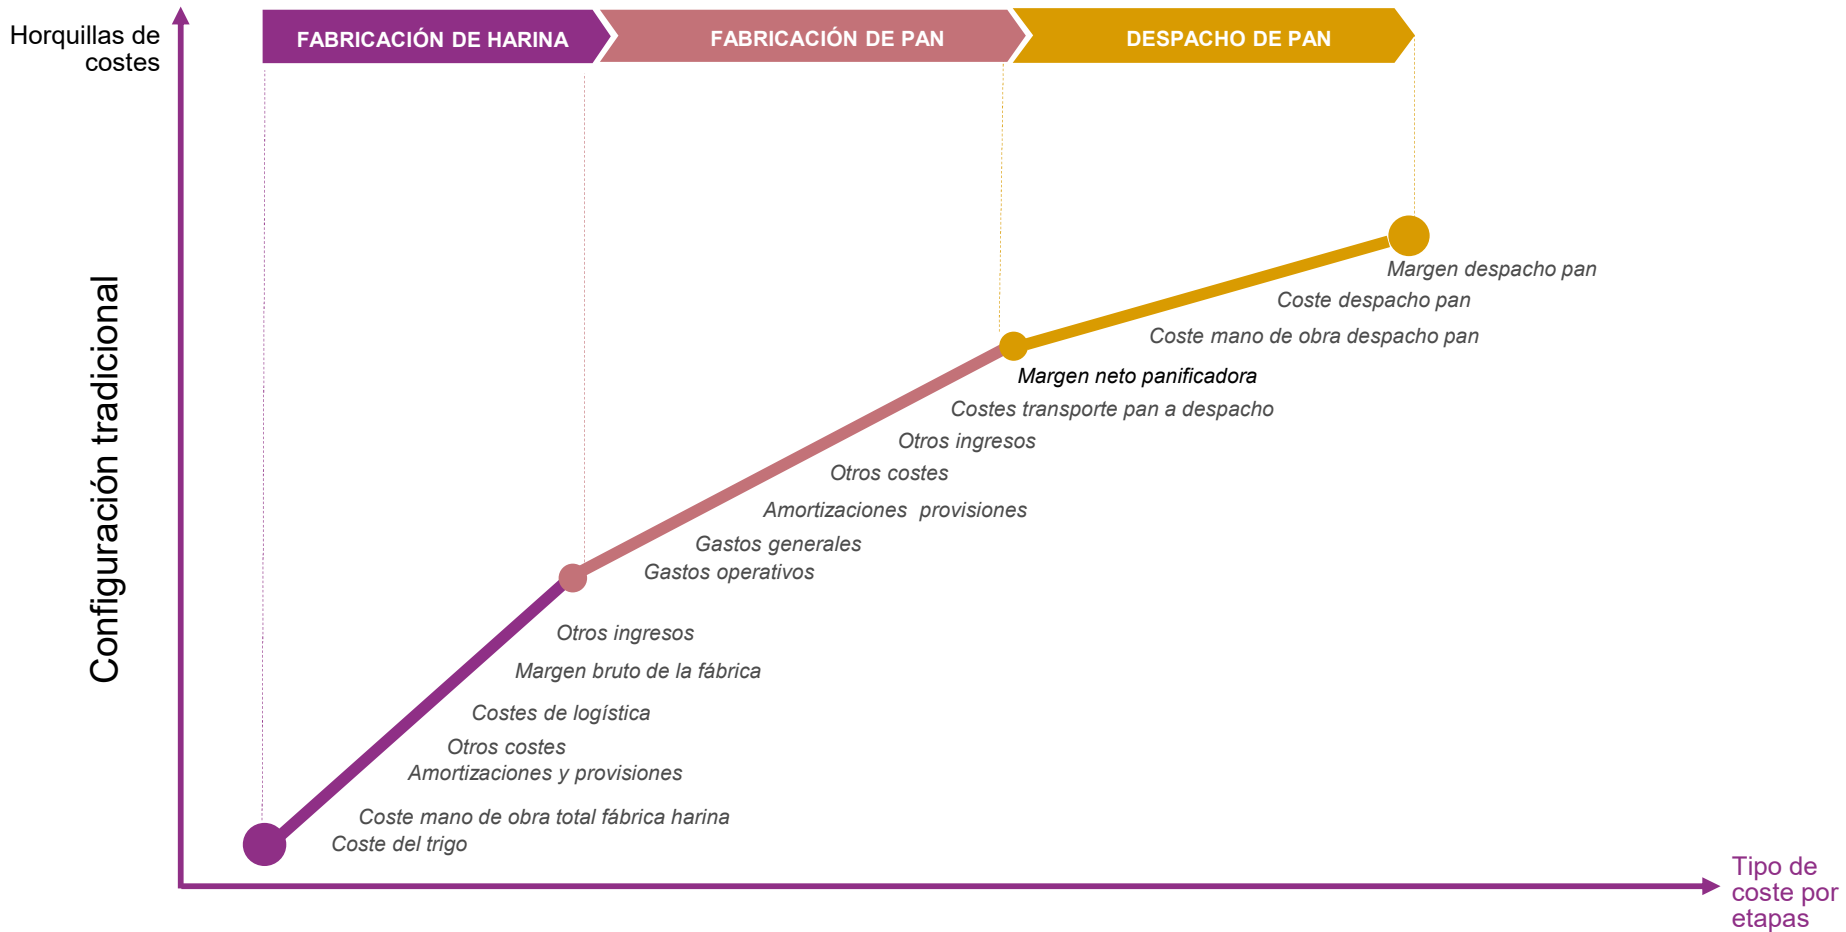 Horquillas de
costes
FABRICACIÓN DE HARINA
FABRICACIÓN DE PAN
DESPACHO DE PAN
Configuración tradicional
Margen despacho pan
Coste despacho pan
Coste mano de obra despacho pan
Margen neto panificadora
Costes transporte pan a despacho
Otros ingresos
Otros costes
Amortizaciones provisiones
Gastos generales
Gastos operativos
Otros ingresos
Margen bruto de la fábrica
Costes de logística
Otros costes
Amortizaciones y provisiones
Coste mano de obra total fábrica harina
Coste del trigo
Tipo de
coste por
etapas